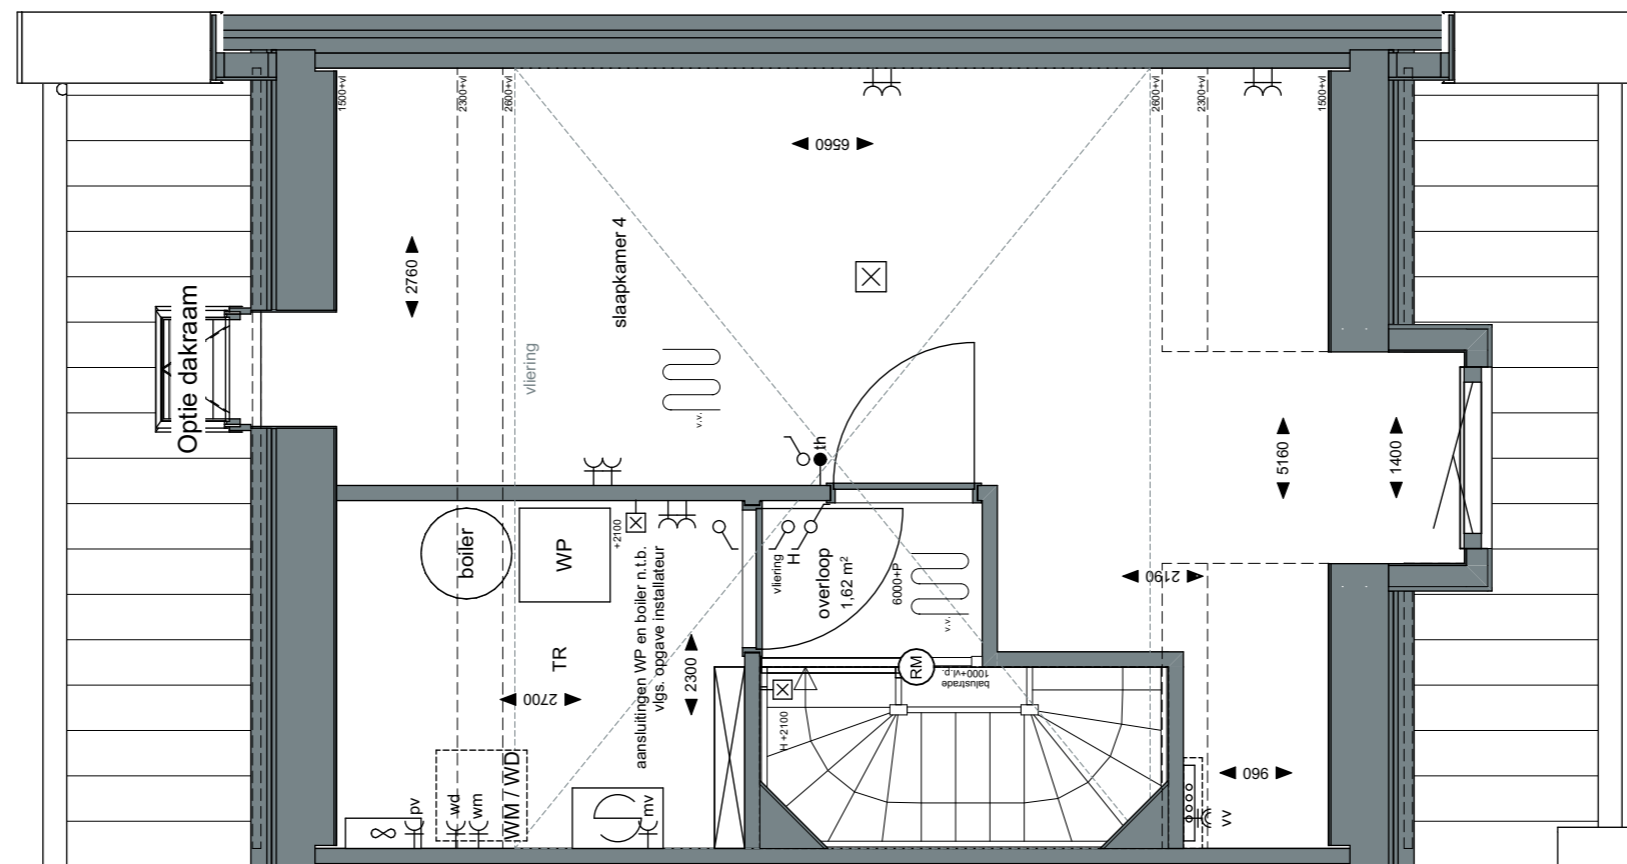 1500+vl
2300+vl
2600+vl
2600+vl
2300+vl
1500+vl
6560
2760
slaapkamer 4
vliering
Optie dakraam
v.v.
th
5160
1400
boiler
WP
+2100
aansluitingen WP en boiler n.t.b.
vlgs. opgave installateur
vliering
H
overloop
1,62 m²
6000+P
v.v.
2190
TR
2700
2300
RM
balustrade
1000+vl.p.
H +2100
960
WM / WD
pv
wd
wm
mv
vv